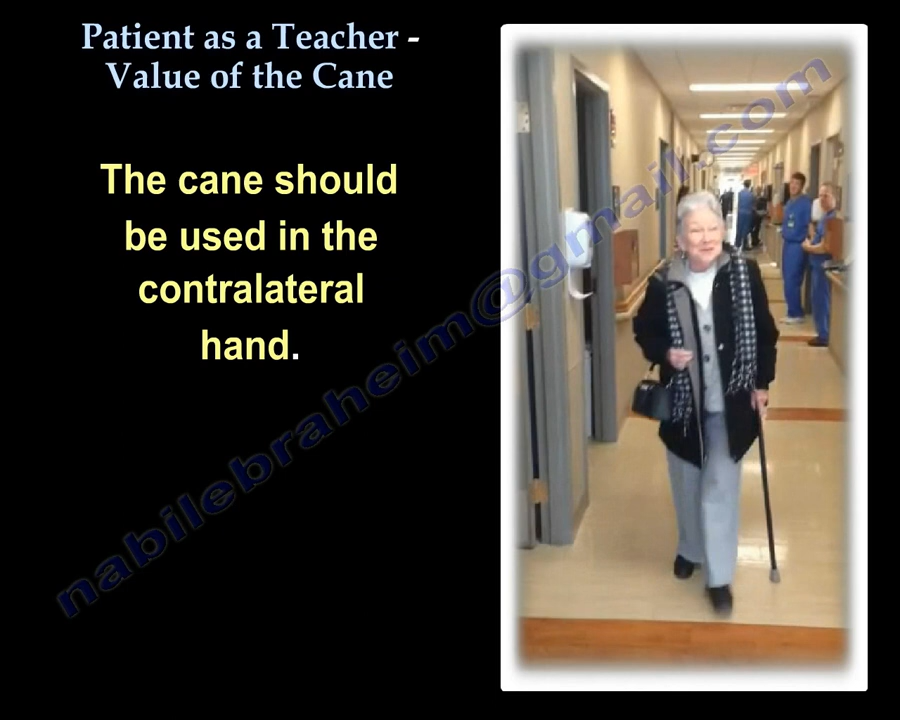 Patient as a Teacher -
Value of the Cane
The cane should
be used in the
contralateral
hand.
nabilebraheim@gmail.com